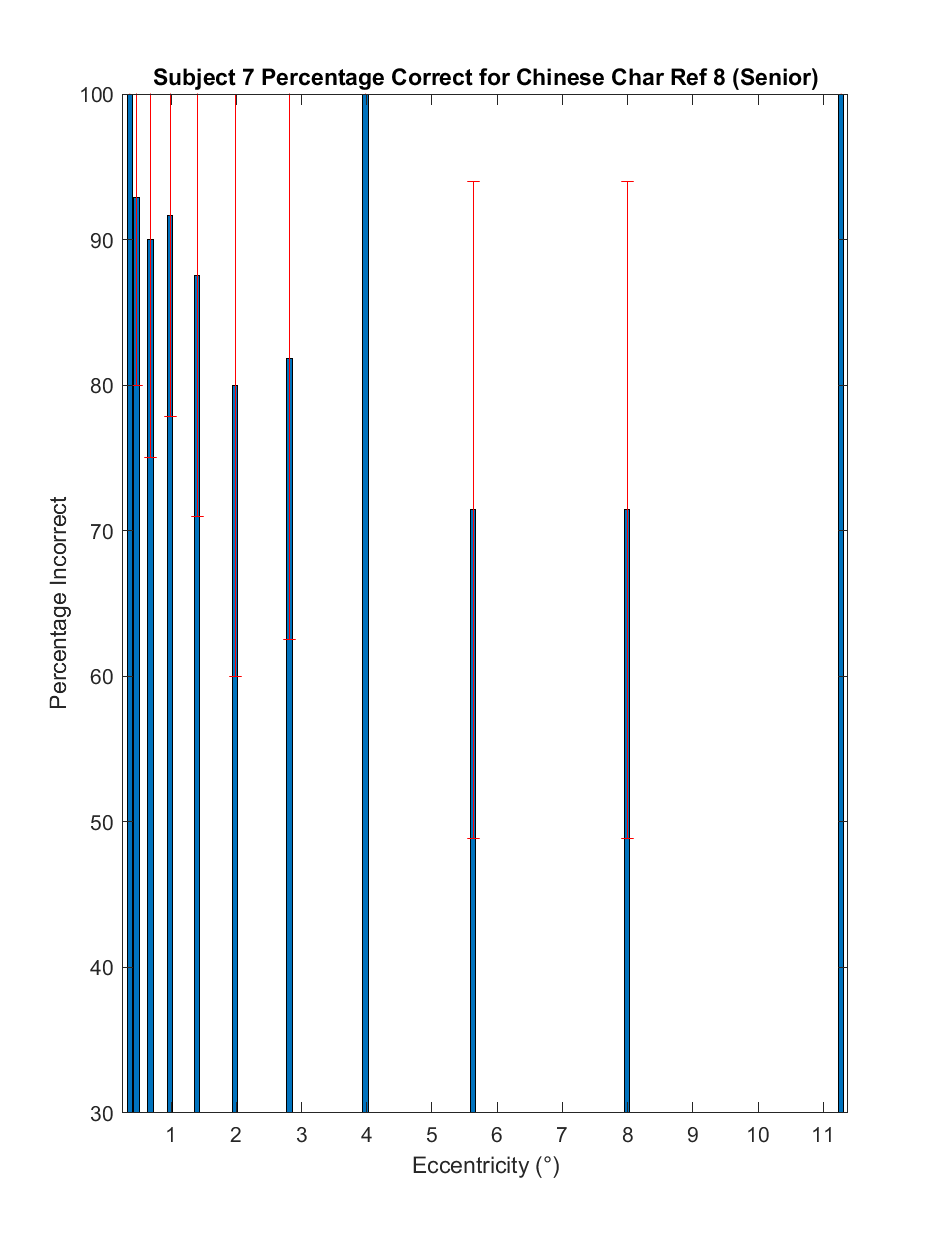 Subject 7 Percentage Correct for Chinese Char Ref 8 (Senior)
100
90
80
70
60
50
40
30
Percentage Incorrect
1 2 3 4 5 6 7 8 9 10 11
Eccentricity (°)